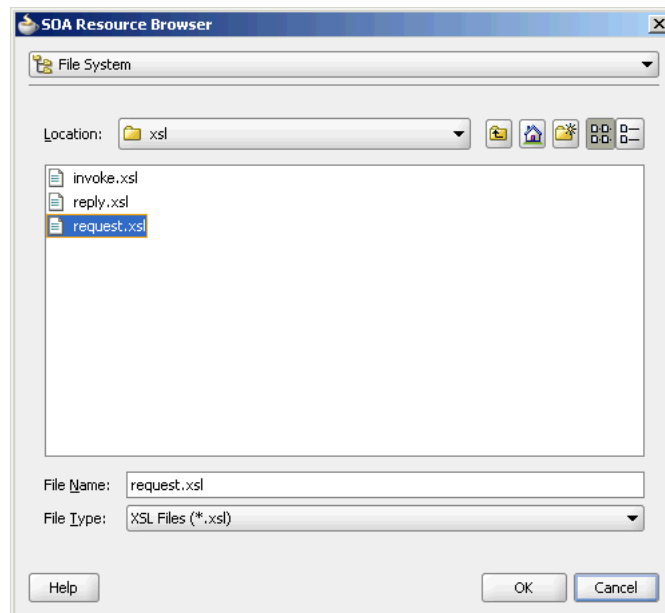 SOA Resource Browser
File System
Location: xsl
invoke.xsl
reply.xsl
request.xsl
File Name: request.xsl
File Type: XSL Files (*.xsl)
Help OK Cancel